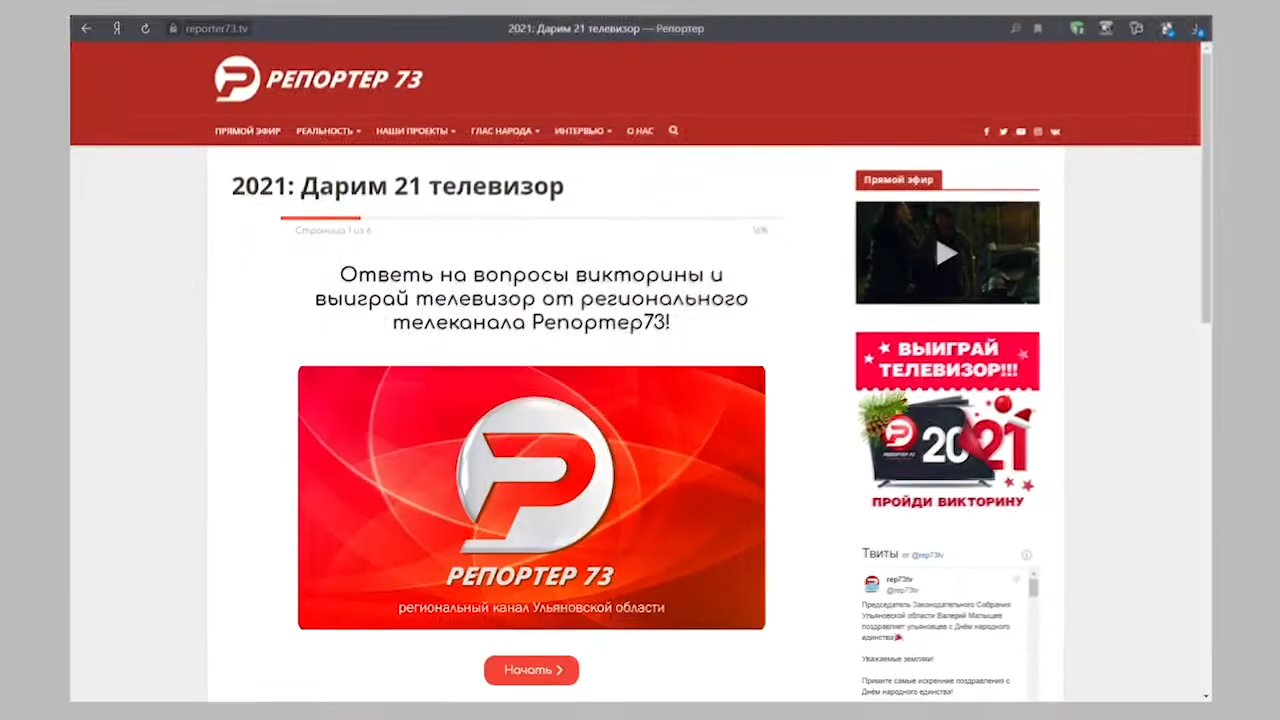 reporter73.tv
2021: Дарим 21 телевизор — Репортер
РЕПОРТЕР 73
ПРЯМОЙ ЭФИР РЕАЛЬНОСТЬ НАШИ ПРОЕКТЫ ГЛАС НАРОДА ИНТЕРВЬЮ О НАС
2021: Дарим 21 телевизор
Страница 1 из 6
16%
Ответь на вопросы викторины и
выиграй телевизор от регионального
телеканала Репортер73!
РЕПОРТЕР 73
региональный канал Ульяновской области
Начать
Прямой эфир
ВЫИГРАЙ
ТЕЛЕВИЗОР!!!
РЕПОРТЕР 73
2021
ПРОЙДИ ВИКТОРИНУ
Твиты от @rep73tv
rep73tv
@rep73tv
Председатель Законодательного Собрания
Ульяновской области Валерий Малышев
поздравляет ульяновцев с Днём народного
единства
Уважаемые земляки!
Примите самые искренние поздравления с
Днём народного единства!